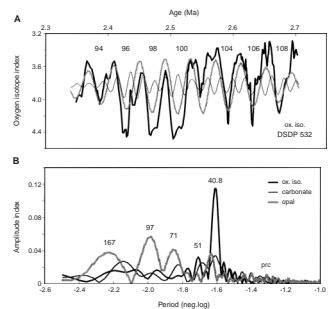 Age (Ma)
A
2.3 2.4 2.5 2.6 2.7
3.2
3.6
4.0
4.4
Oxygen isotope index
94 96 98 100 104 106 108
ox. iso.
DSDP 532
B
0.12
0.08
0.04
0
Amplitude index
40.8
167
97
71
51
prc
ox. iso.
carbonate
opal
-2.6 -2.4 -2.2 -2.0 -1.8 -1.6 -1.4 -1.2 -1.0
Period (neg.log)